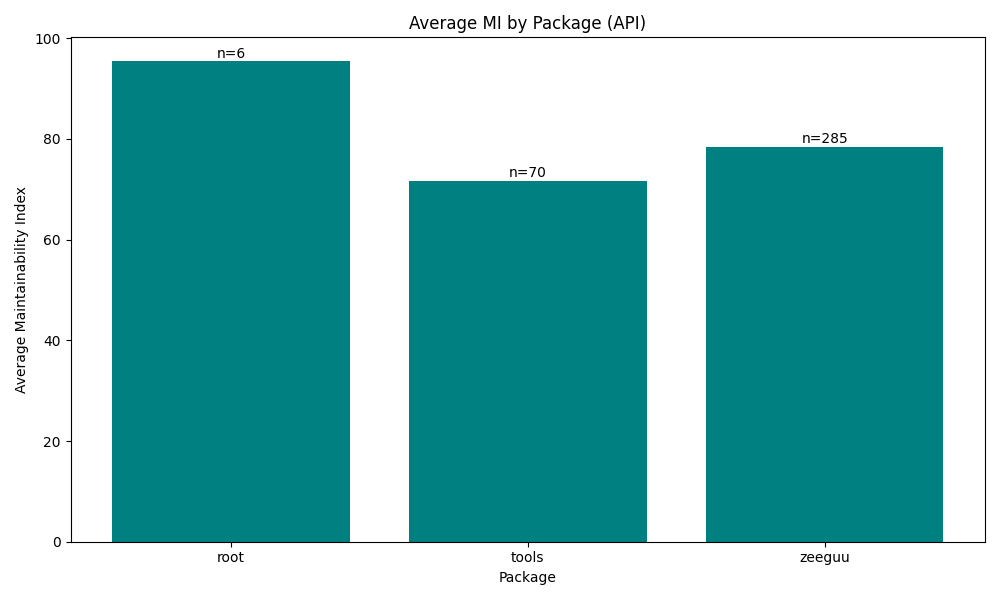 Average MI by Package (API)
Average Maintainability Index
100
80
60
40
20
0
n=6
n=70
n=285
root
tools
zeeguu
Package